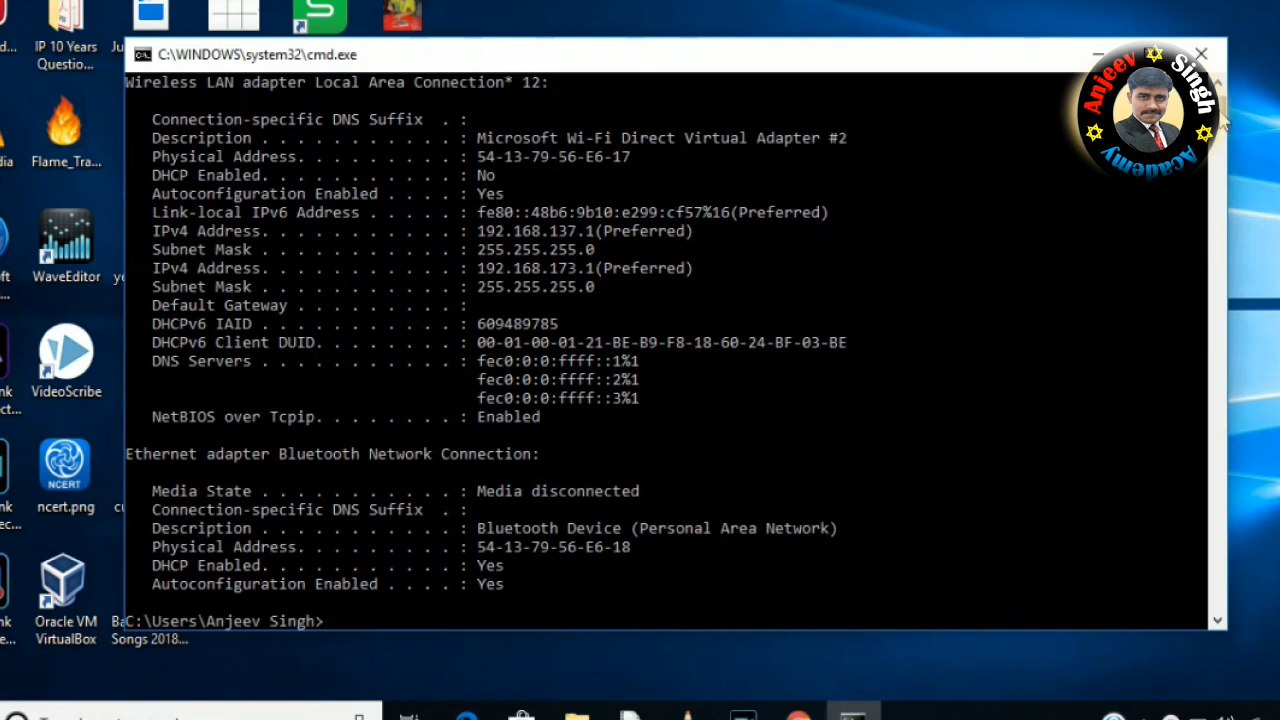 IP 10 Years
Questio...
Flame_Tra...
WaveEditor
VideoScribe
NCERT
ncert.png
Oracle VM
VirtualBox
Songs 2018...
C:\WINDOWS\system32\cmd.exe
Wireless LAN adapter Local Area Connection* 12:
Connection-specific DNS Suffix . :
Description . . . . . . . . . . . : Microsoft Wi-Fi Direct Virtual Adapter #2
Physical Address. . . . . . . . . : 54-13-79-56-E6-17
DHCP Enabled. . . . . . . . . . . : No
Autoconfiguration Enabled . . . . : Yes
Link-local IPv6 Address . . . . . : fe80::48b6:9b10:e299:cf57%16(Preferred)
IPv4 Address. . . . . . . . . . . : 192.168.137.1(Preferred)
Subnet Mask . . . . . . . . . . . : 255.255.255.0
IPv4 Address. . . . . . . . . . . : 192.168.173.1(Preferred)
Subnet Mask . . . . . . . . . . . : 255.255.255.0
Default Gateway . . . . . . . . . :
DHCPv6 IAID . . . . . . . . . . . : 609489785
DHCPv6 Client DUID. . . . . . . . : 00-01-00-01-21-BE-B9-F8-18-60-24-BF-03-BE
DNS Servers . . . . . . . . . . . : fec0:0:0:ffff::1%1
fec0:0:0:ffff::2%1
fec0:0:0:ffff::3%1
NetBIOS over Tcpip. . . . . . . . : Enabled
Ethernet adapter Bluetooth Network Connection:
Media State . . . . . . . . . . . : Media disconnected
Connection-specific DNS Suffix . :
Description . . . . . . . . . . . : Bluetooth Device (Personal Area Network)
Physical Address. . . . . . . . . : 54-13-79-56-E6-18
DHCP Enabled. . . . . . . . . . . : Yes
Autoconfiguration Enabled . . . . : Yes
C:\Users\Anjeev Singh>
Anjeev Singh
Academy